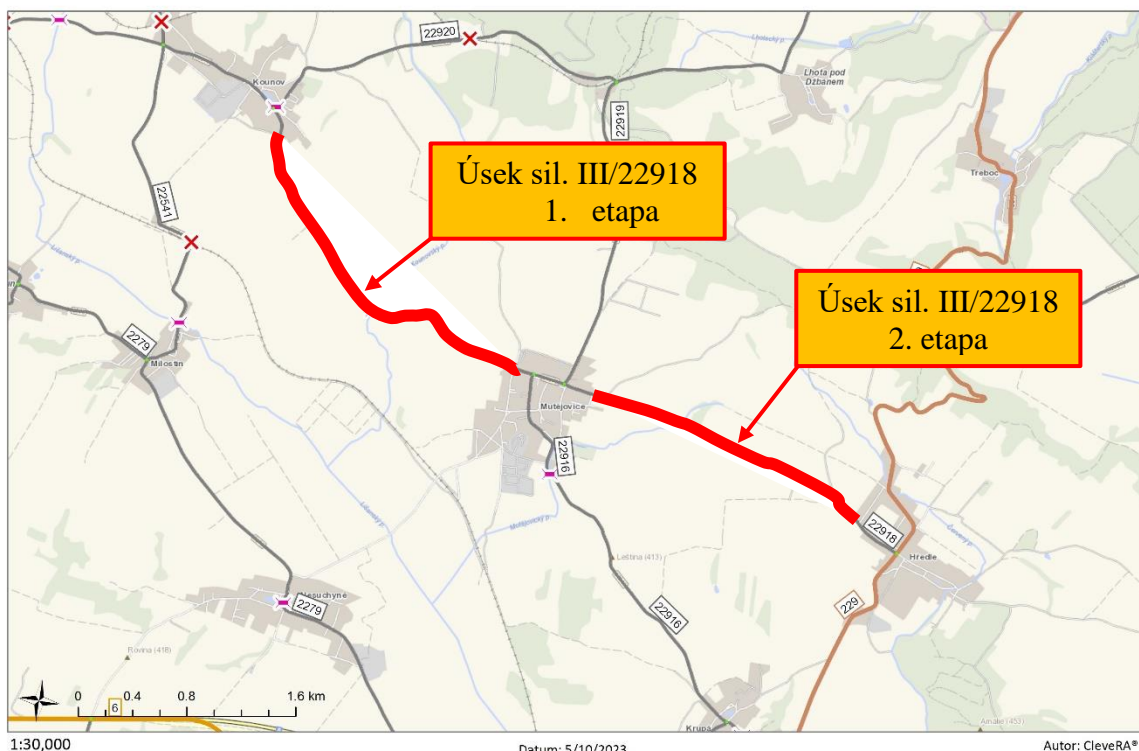 22920
Kounov
Lhota pod
Džbánem
22919
Třeboc
22541
Úsek sil. III/22918
1. etapa
Úsek sil. III/22918
2. etapa
2279
Milostín
Mutějovice
22916
22918
Hředle
Leština (413)
2279
22916
229
Rovina (418)
Krupá
0 0.4 0.8 1.6 km
6
1:30,000
Datum: 5/10/2023
Autor: CleveRA®